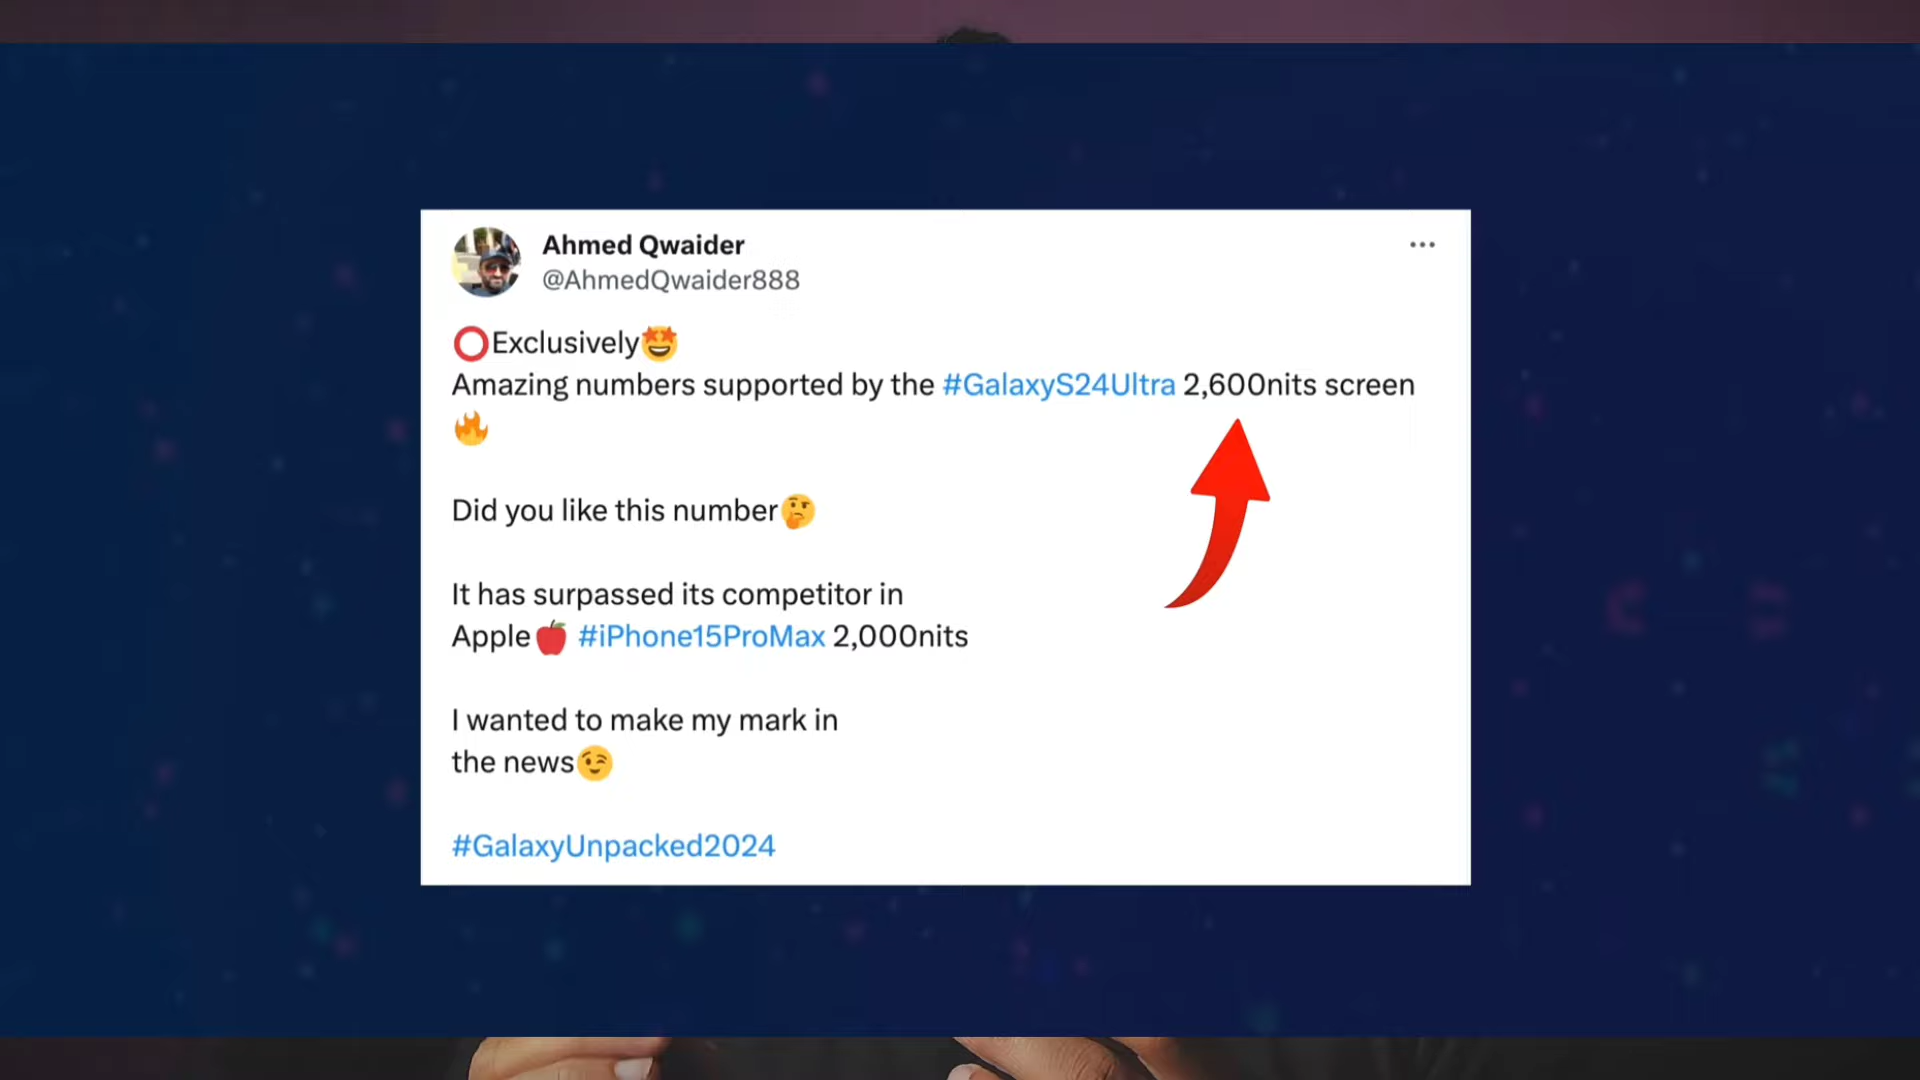 Ahmed Qwaider
@AhmedQwaider888
⭕Exclusively🤩
Amazing numbers supported by the #GalaxyS24Ultra 2,600nits screen
🔥
Did you like this number🤔
It has surpassed its competitor in
Apple🍎 #iPhone15ProMax 2,000nits
I wanted to make my mark in
the news😉
#GalaxyUnpacked2024